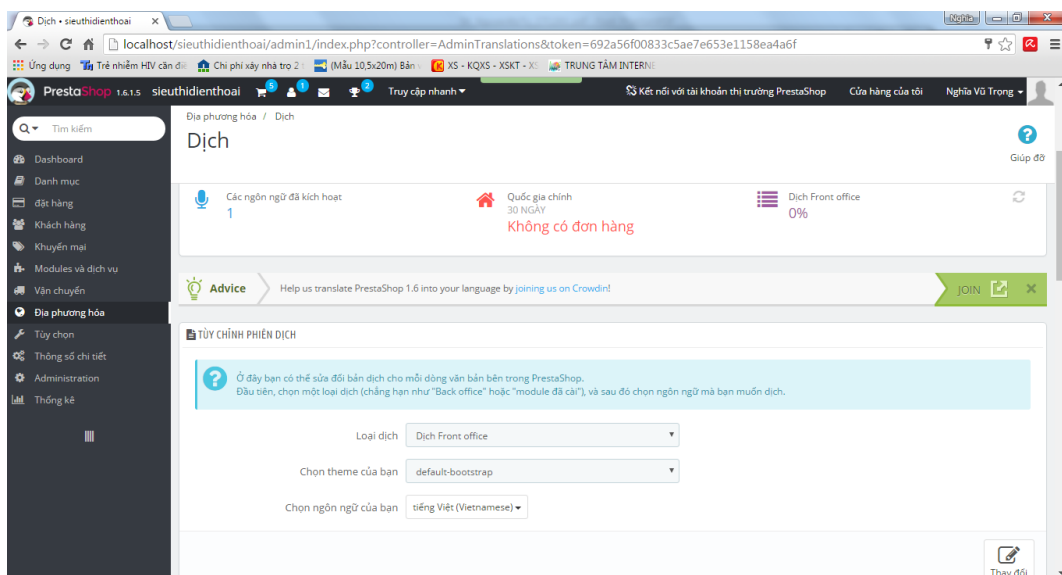 Dịch • sieuthidienthoai
Nghĩa
localhost/sieuthidienthoai/admin1/index.php?controller=AdminTranslations&token=692a56f00833c5ae7e653e1158ea4a6f
Ứng dụng Trẻ nhiễm HIV cần đi Chi phí xây nhà trọ 2 (Mẫu 10,5x20m) Bản XS - KQXS - XSKT - XS TRUNG TÂM INTERNE
PrestaShop 1.6.1.5 sieuthidienthoai 5 1 2 Truy cập nhanh Kết nối với tài khoản thị trường PrestaShop Cửa hàng của tôi Nghĩa Vũ Trọng
Tìm kiếm
Dashboard
Danh mục
đặt hàng
Khách hàng
Khuyến mại
Modules và dịch vụ
Vận chuyển
Địa phương hóa
Tùy chọn
Thông số chi tiết
Administration
Thống kê
Địa phương hóa / Dịch
Dịch
Giúp đỡ
Các ngôn ngữ đã kích hoạt
1
Quốc gia chính
30 NGÀY
Không có đơn hàng
Dịch Front office
0%
Advice Help us translate PrestaShop 1.6 into your language by joining us on Crowdin! JOIN
TÙY CHỈNH PHIÊN DỊCH
Ở đây bạn có thể sửa đổi bản dịch cho mỗi dòng văn bản bên trong PrestaShop.
Đầu tiên, chọn một loại dịch (chẳng hạn như "Back office" hoặc "module đã cài"), và sau đó chọn ngôn ngữ mà bạn muốn dịch.
Loại dịch Dịch Front office
Chọn theme của bạn default-bootstrap
Chọn ngôn ngữ của bạn tiếng Việt (Vietnamese)
Thay đổi